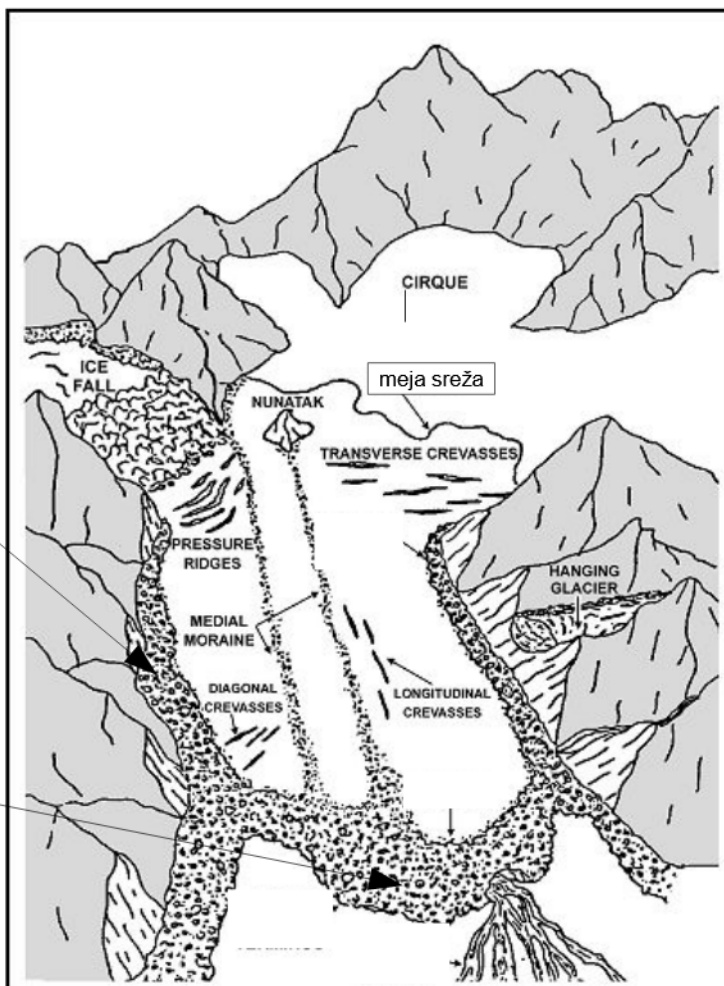 CIRQUE
ICE
FALL
meja sreža
NUNATAK
TRANSVERSE CREVASSES
PRESSURE
RIDGES
HANGING
GLACIER
MEDIAL
MORAINE
DIAGONAL
CREVASSES
LONGITUDINAL
CREVASSES